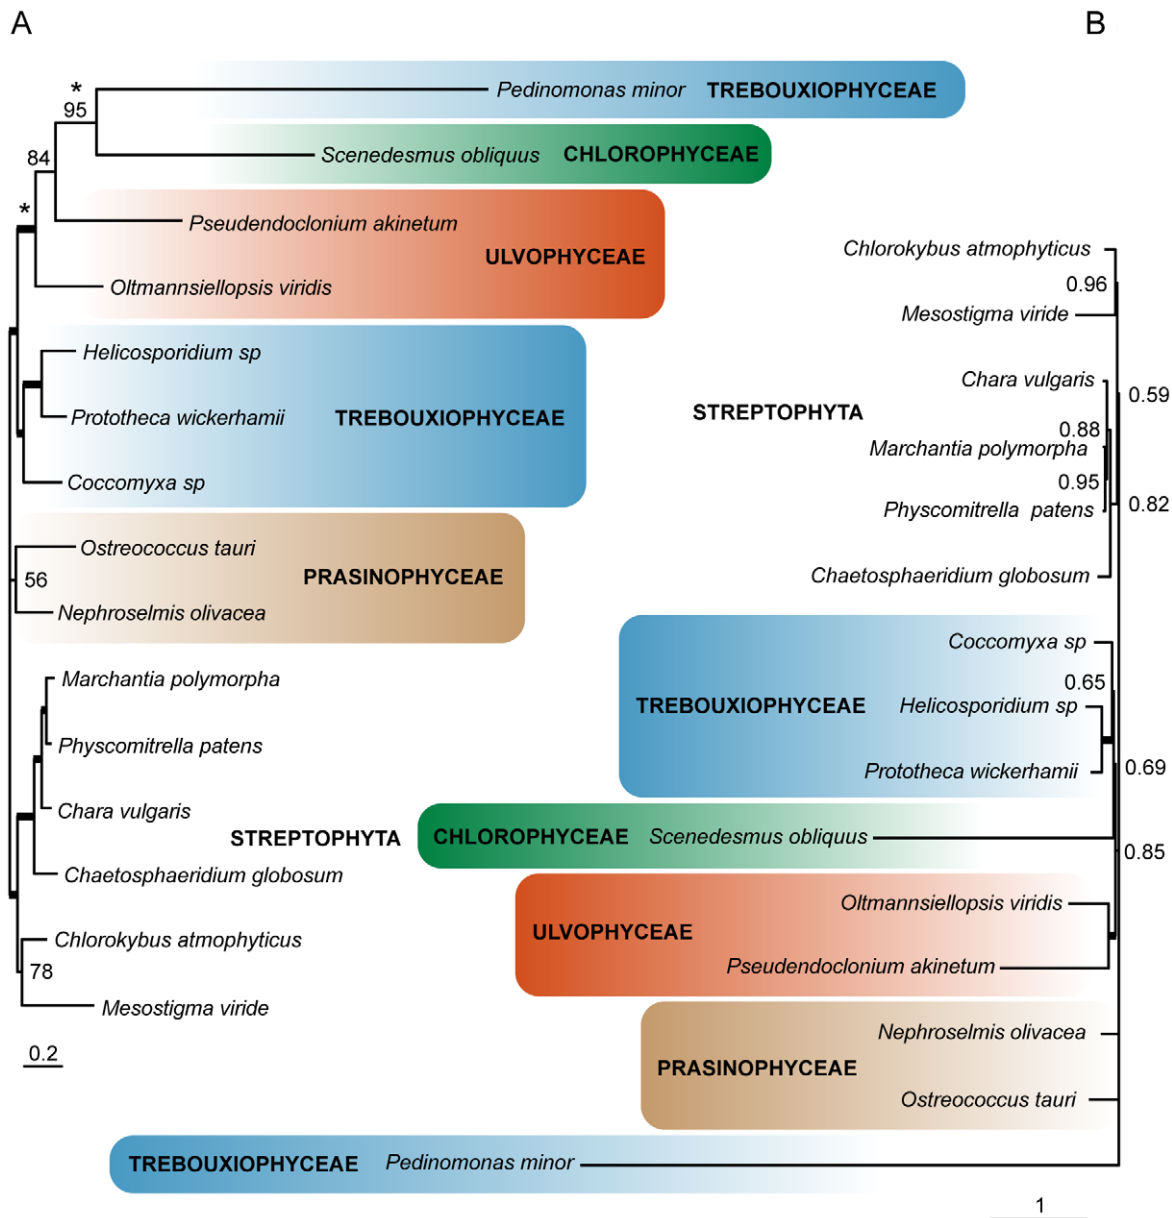 A
B
*
95
Pedinomonas minor TREBOUXIOPHYCEAE
84
Scenedesmus obliquus CHLOROPHYCEAE
*
Pseudendoclonium akinetum
ULVOPHYCEAE
Oltmannsiellopsis viridis
Helicosporidium sp
Prototheca wickerhamii TREBOUXIOPHYCEAE
Coccomyxa sp
Ostreococcus tauri
56
PRASINOPHYCEAE
Nephroselmis olivacea
Marchantia polymorpha
Physcomitrella patens
Chara vulgaris
STREPTOPHYTA
Chaetosphaeridium globosum
Chlorokybus atmophyticus
78
Mesostigma viride
0.2
Chlorokybus atmophyticus
0.96
Mesostigma viride
Chara vulgaris
0.59
STREPTOPHYTA
0.88
Marchantia polymorpha
0.95
0.82
Physcomitrella patens
Chaetosphaeridium globosum
Coccomyxa sp
0.65
TREBOUXIOPHYCEAE Helicosporidium sp
0.69
Prototheca wickerhamii
CHLOROPHYCEAE Scenedesmus obliquus
0.85
Oltmannsiellopsis viridis
ULVOPHYCEAE
Pseudendoclonium akinetum
Nephroselmis olivacea
PRASINOPHYCEAE
Ostreococcus tauri
TREBOUXIOPHYCEAE Pedinomonas minor
1